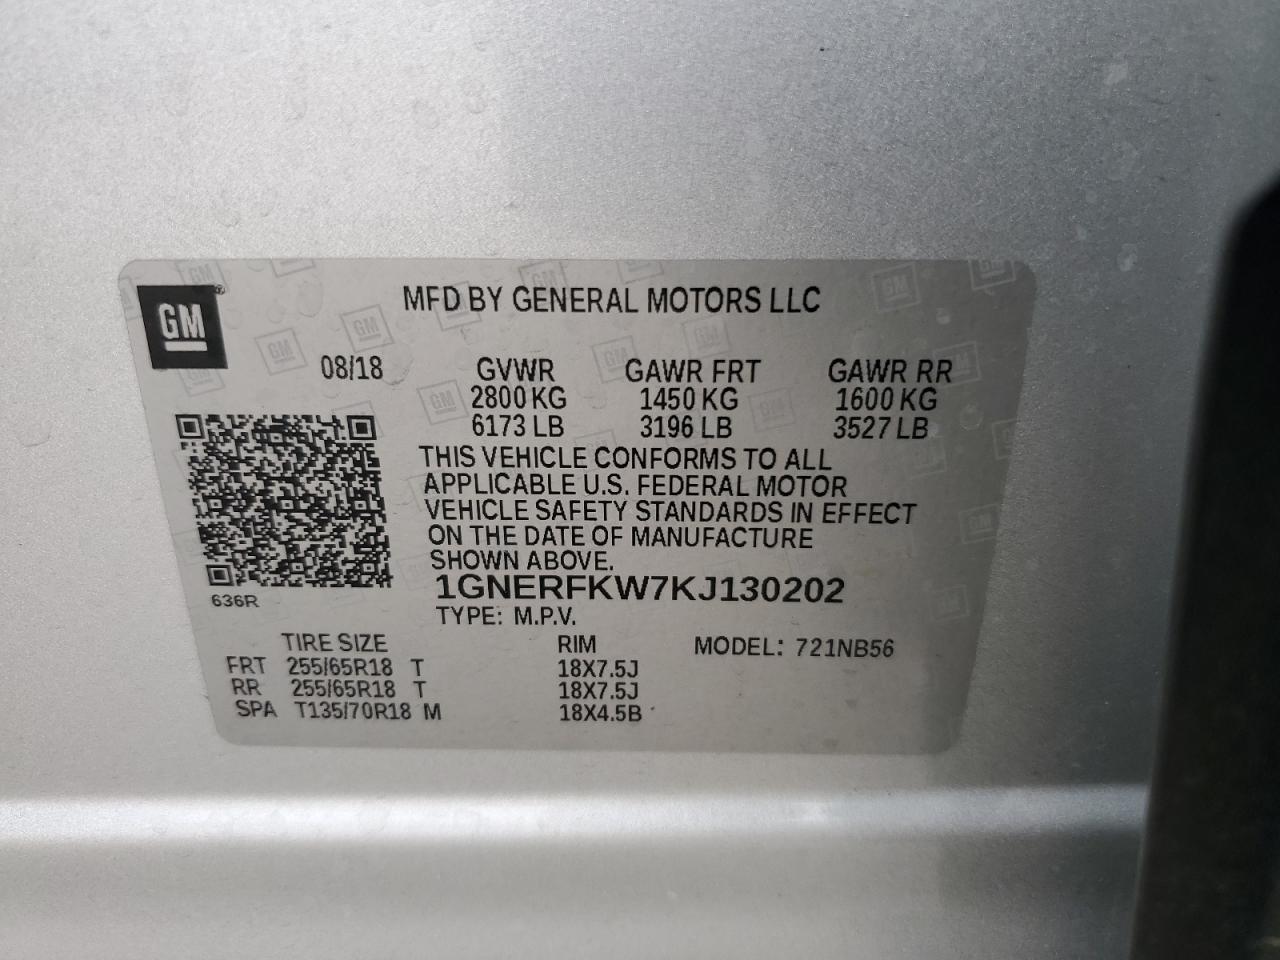 GM
MFD BY GENERAL MOTORS LLC
08/18 GVWR GAWR FRT GAWR RR
2800 KG 1450 KG 1600 KG
6173 LB 3196 LB 3527 LB
THIS VEHICLE CONFORMS TO ALL
APPLICABLE U.S. FEDERAL MOTOR
VEHICLE SAFETY STANDARDS IN EFFECT
ON THE DATE OF MANUFACTURE
SHOWN ABOVE.
1GNERFKW7KJ130202
636R
TYPE: M.P.V.
TIRE SIZE RIM MODEL: 721NB56
FRT 255/65R18 T 18X7.5J
RR 255/65R18 T 18X7.5J
SPA T135/70R18 M 18X4.5B